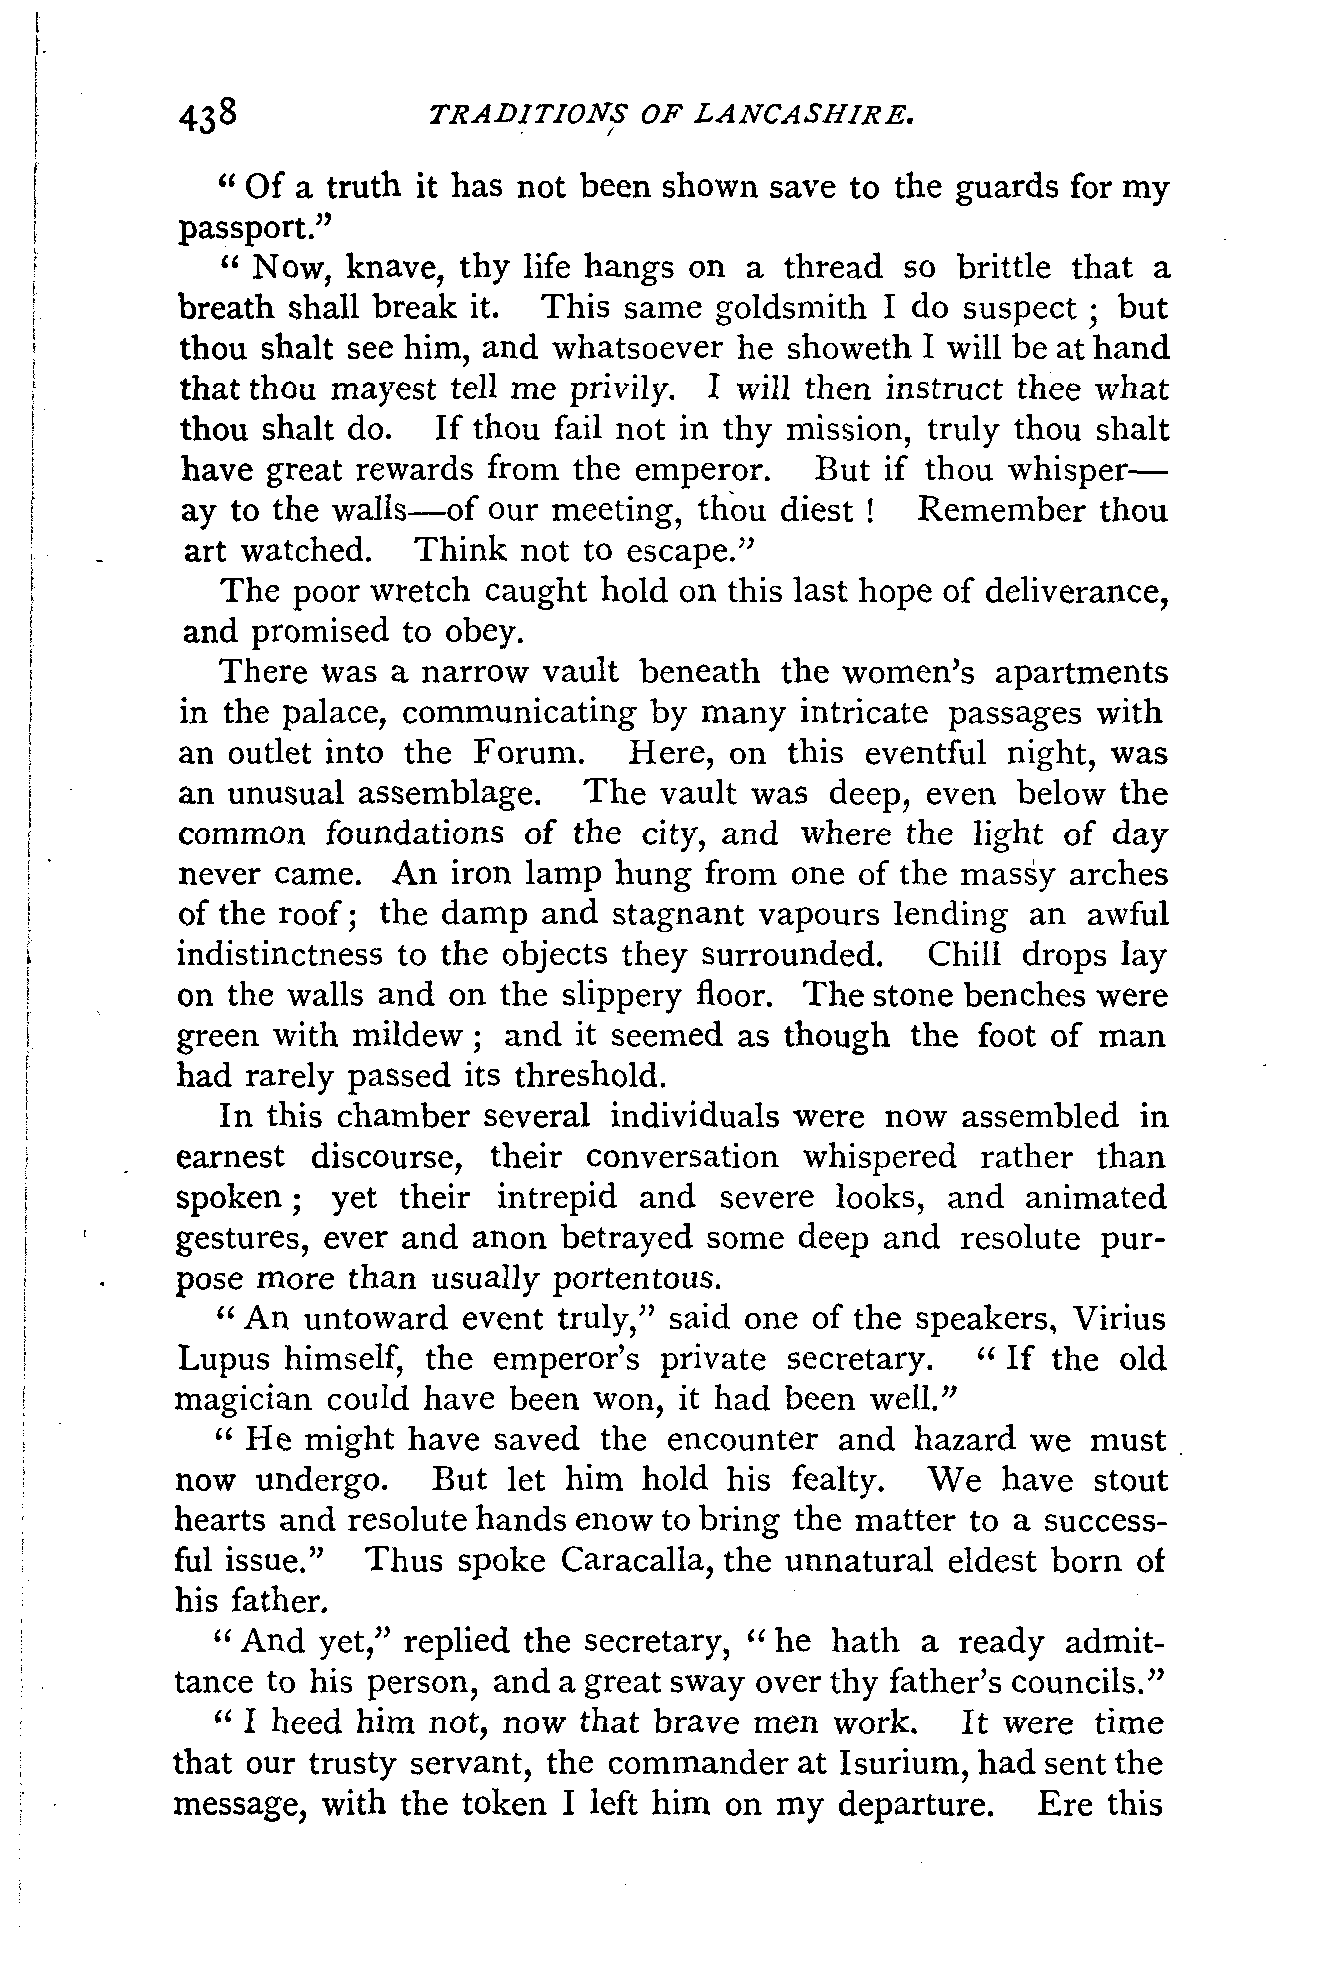 438 TRADITIONS OF LANCASHIRE.
“ Of a truth it has not been shown save to the guards for my
passport.”
“ Now, knave, thy life hangs on a thread so brittle that a
breath shall break it. This same goldsmith I do suspect ; but
thou shalt see him, and whatsoever he showeth I will be at hand
that thou mayest tell me privily. I will then instruct thee what
thou shalt do. If thou fail not in thy mission, truly thou shalt
have great rewards from the emperor. But if thou whisper—
ay to the walls—of our meeting, thou diest ! Remember thou
art watched. Think not to escape.”
The poor wretch caught hold on this last hope of deliverance,
and promised to obey.
There was a narrow vault beneath the women’s apartments
in the palace, communicating by many intricate passages with
an outlet into the Forum. Here, on this eventful night, was
an unusual assemblage. The vault was deep, even below the
common foundations of the city, and where the light of day
never came. An iron lamp hung from one of the massy arches
of the roof ; the damp and stagnant vapours lending an awful
indistinctness to the objects they surrounded. Chill drops lay
on the walls and on the slippery floor. The stone benches were
green with mildew ; and it seemed as though the foot of man
had rarely passed its threshold.
In this chamber several individuals were now assembled in
earnest discourse, their conversation whispered rather than
spoken ; yet their intrepid and severe looks, and animated
gestures, ever and anon betrayed some deep and resolute pur-
pose more than usually portentous.
“ An untoward event truly,” said one of the speakers, Virius
Lupus himself, the emperor’s private secretary. “ If the old
magician could have been won, it had been well.”
“ He might have saved the encounter and hazard we must
now undergo. But let him hold his fealty. We have stout
hearts and resolute hands enow to bring the matter to a success-
ful issue.” Thus spoke Caracalla, the unnatural eldest born of
his father.
“ And yet,” replied the secretary, “ he hath a ready admit-
tance to his person, and a great sway over thy father’s councils.”
“ I heed him not, now that brave men work. It were time
that our trusty servant, the commander at Isurium, had sent the
message, with the token I left him on my departure. Ere this